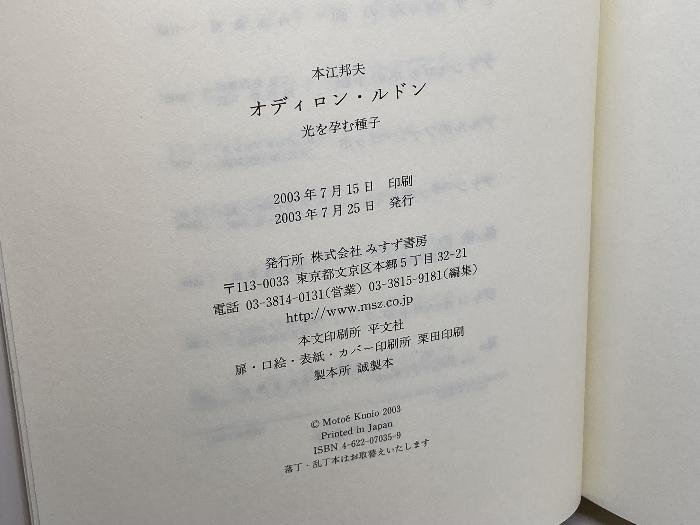 本江邦夫
オディロン・ルドン
光を孕む種子
2003年7月15日　印刷
2003年7月25日　発行
発行所 株式会社 みすず書房
〒113-0033 東京都文京区本郷5丁目32-21
電話 03-3814-0131(営業) 03-3815-9181(編集)
http://www.msz.co.jp
本文印刷所 平文社
扉・口絵・表紙・カバー印刷所 栗田印刷
製本所 誠製本
© Motoé Kunio 2003
Printed in Japan
ISBN 4-622-07035-9
落丁・乱丁本はお取替えいたします